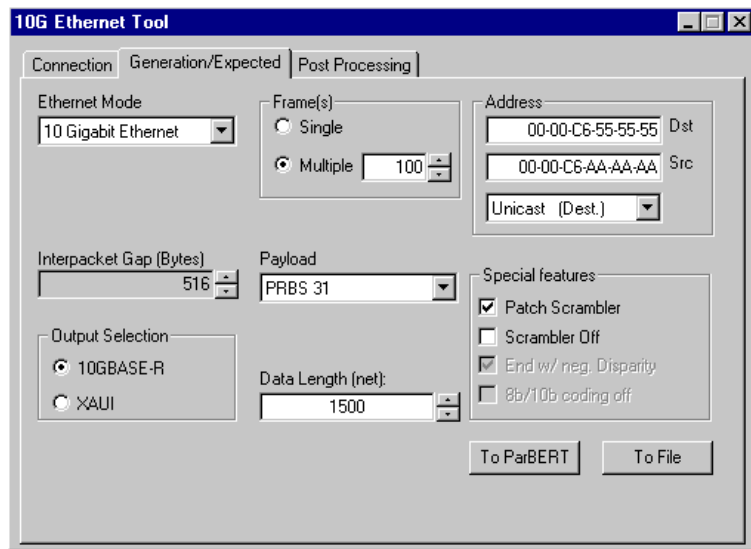 10G Ethernet Tool
Connection
Generation/Expected
Post Processing
Ethernet Mode
10 Gigabit Ethernet
Frame(s)
Single
Multiple 100
Address
00-00-C6-55-55-55 Dst
00-00-C6-AA-AA-AA Src
Unicast (Dest.)
Interpacket Gap (Bytes)
516
Payload
PRBS 31
Special features
Patch Scrambler
Scrambler Off
End w/ neg. Disparity
8b/10b coding off
Output Selection
10GBASE-R
XAUI
Data Length (net):
1500
To ParBERT
To File